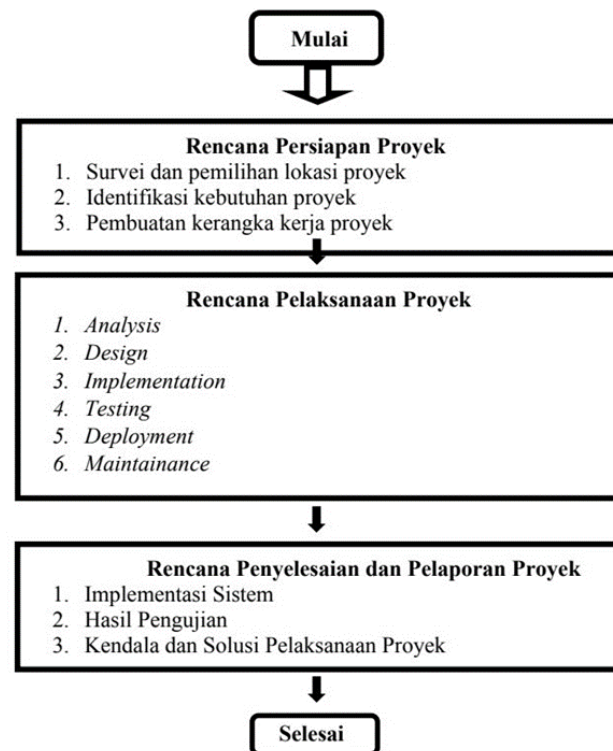 Mulai
Rencana Persiapan Proyek
1. Survei dan pemilihan lokasi proyek
2. Identifikasi kebutuhan proyek
3. Pembuatan kerangka kerja proyek
Rencana Pelaksanaan Proyek
1. Analysis
2. Design
3. Implementation
4. Testing
5. Deployment
6. Maintainance
Rencana Penyelesaian dan Pelaporan Proyek
1. Implementasi Sistem
2. Hasil Pengujian
3. Kendala dan Solusi Pelaksanaan Proyek
Selesai